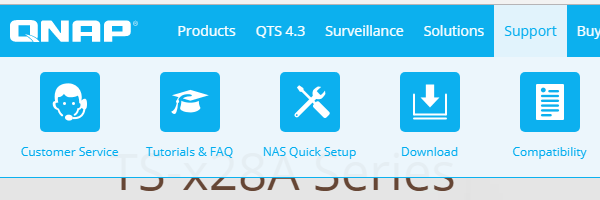 QNAP®
Products QTS 4.3 Surveillance Solutions Support Buy
Customer Service Tutorials & FAQ NAS Quick Setup Download Compatibility
TS-x28A Series